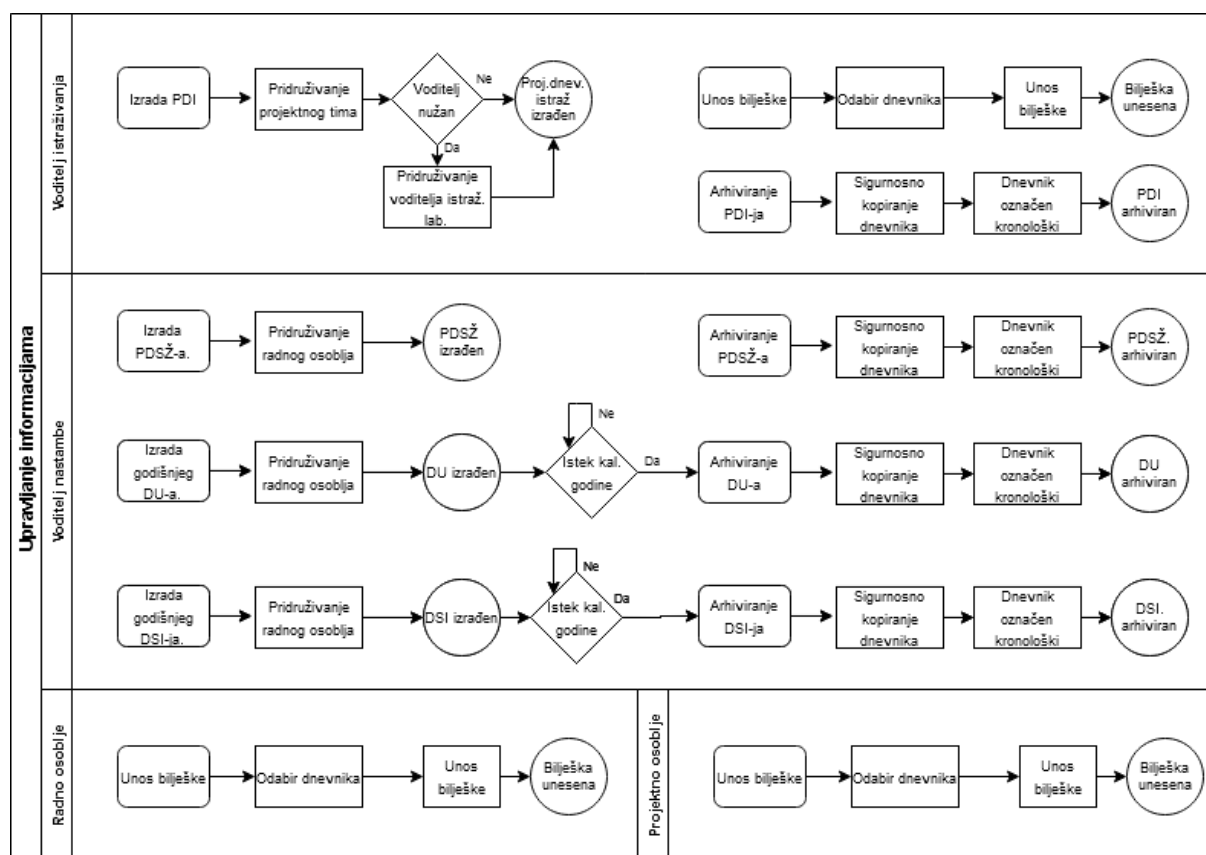 Upravljanje informacijama
Voditelj istraživanja
Izrada PDI
Pridruživanje
projektnog tima
Voditelj
nužan
Ne
Da
Proj.dnev.
istraž
izrađen
Pridruživanje
voditelja istraž.
lab.
Unos bilješke
Odabir dnevnika
Unos
bilješke
Bilješka
unesena
Arhiviranje
PDI-ja
Sigurnosno
kopiranje
dnevnika
Dnevnik
označen
kronološki
PDI
arhiviran
Voditelj nastambe
Izrada
PDSŽ-a.
Pridruživanje
radnog osoblja
PDSŽ
izrađen
Arhiviranje
PDSŽ-a
Sigurnosno
kopiranje
dnevnika
Dnevnik
označen
kronološki
PDSŽ.
arhiviran
Izrada
godišnjeg
DU-a.
Pridruživanje
radnog osoblja
DU izrađen
Ne
Istek kal.
godine
Da
Arhiviranje
DU-a
Sigurnosno
kopiranje
dnevnika
Dnevnik
označen
kronološki
DU
arhiviran
Izrada
godišnjeg
DSI-ja.
Pridruživanje
radnog osoblja
DSI izrađen
Ne
Istek kal.
godine
Da
Arhiviranje
DSI-ja
Sigurnosno
kopiranje
dnevnika
Dnevnik
označen
kronološki
DSI.
arhiviran
Radno osoblje
Unos bilješke
Odabir dnevnika
Unos
bilješke
Bilješka
unesena
Projektno osoblje
Unos bilješke
Odabir dnevnika
Unos
bilješke
Bilješka
unesena